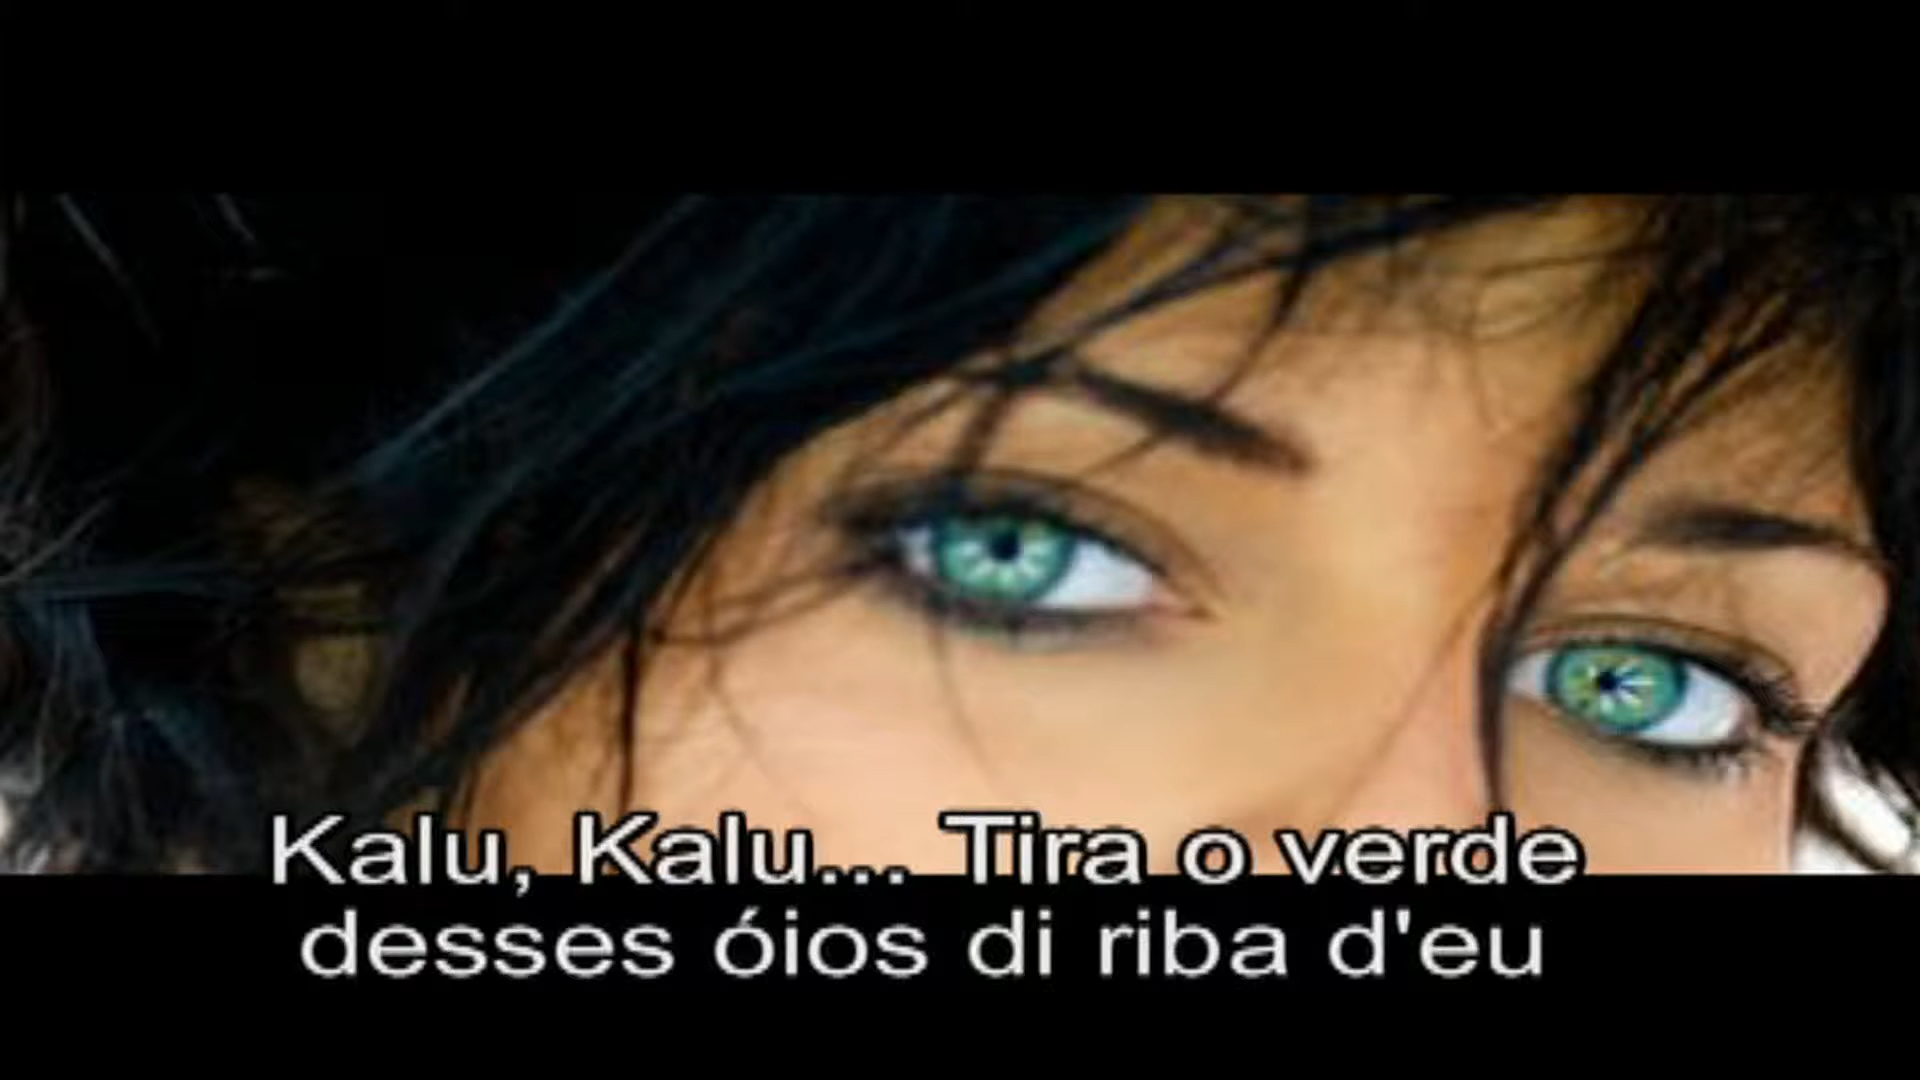 Kalu, Kalu... Tira o verde
desses óios di riba d'eu